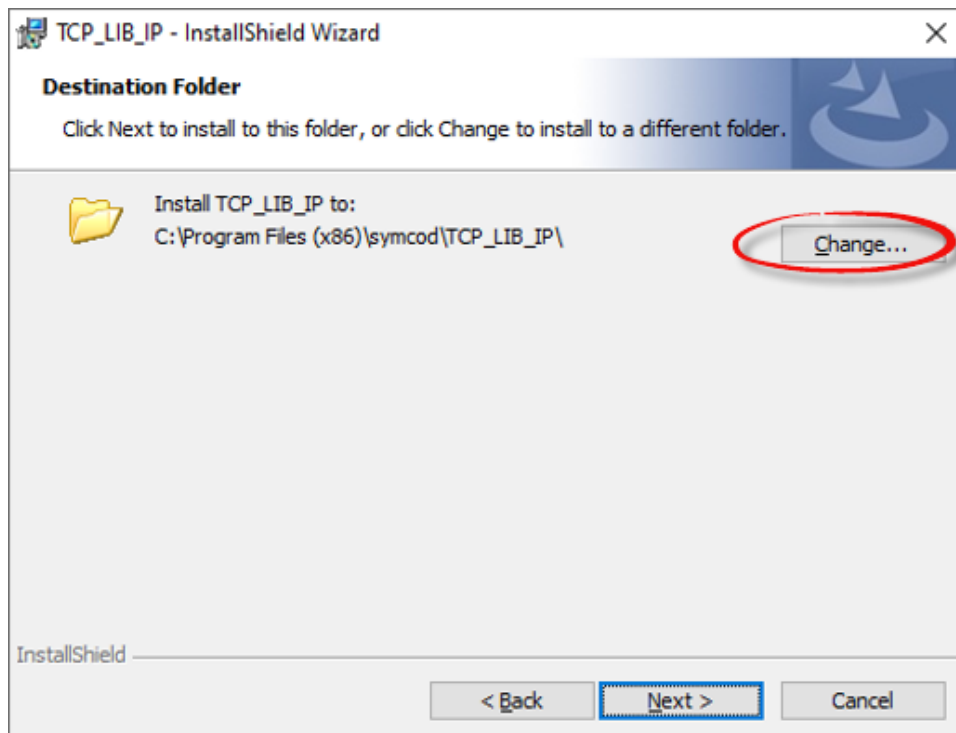 TCP_LIB_IP - InstallShield Wizard
Destination Folder
Click Next to install to this folder, or click Change to install to a different folder.
Install TCP_LIB_IP to:
C:\Program Files (x86)\symcod\TCP_LIB_IP\
Change...
InstallShield
< Back
Next >
Cancel